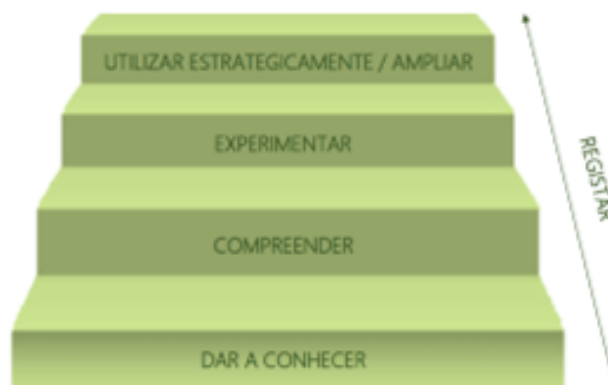 UTILIZAR ESTRATEGICAMENTE / AMPLIAR
EXPERIMENTAR
COMPREENDER
DAR A CONHECER
REGISTAR